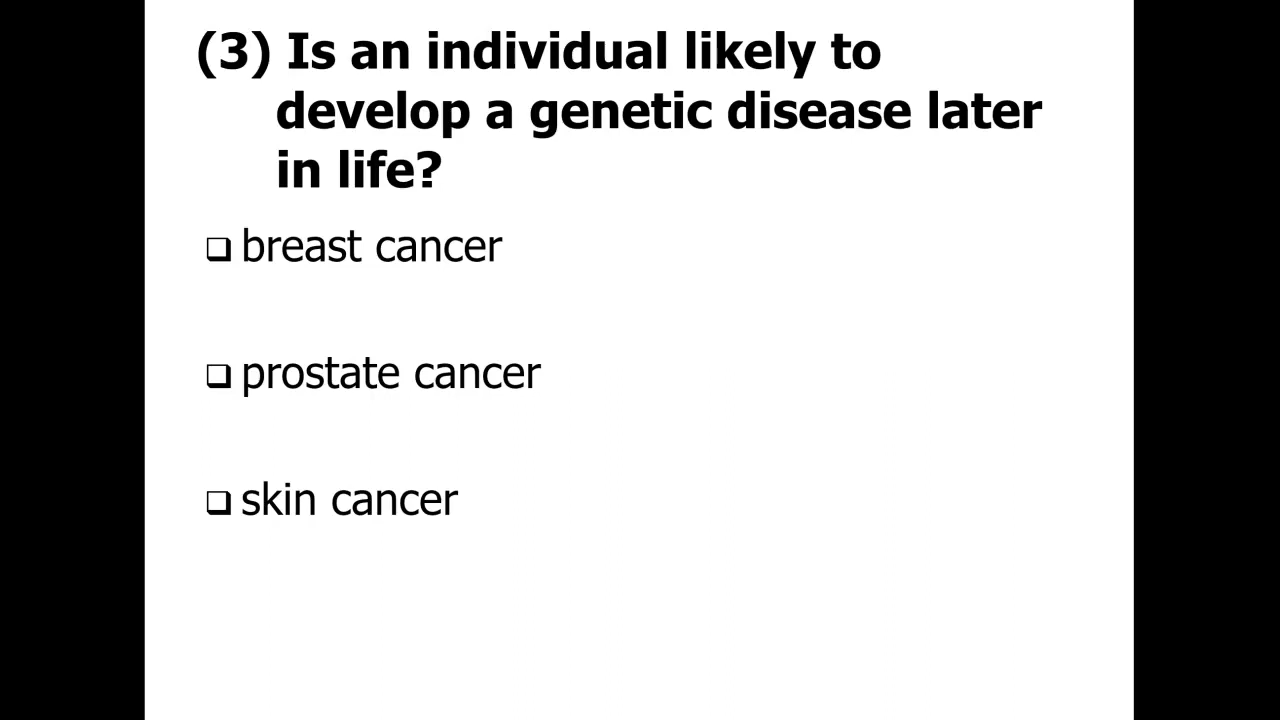 (3) Is an individual likely to
develop a genetic disease later
in life?
❑ breast cancer
❑ prostate cancer
❑ skin cancer